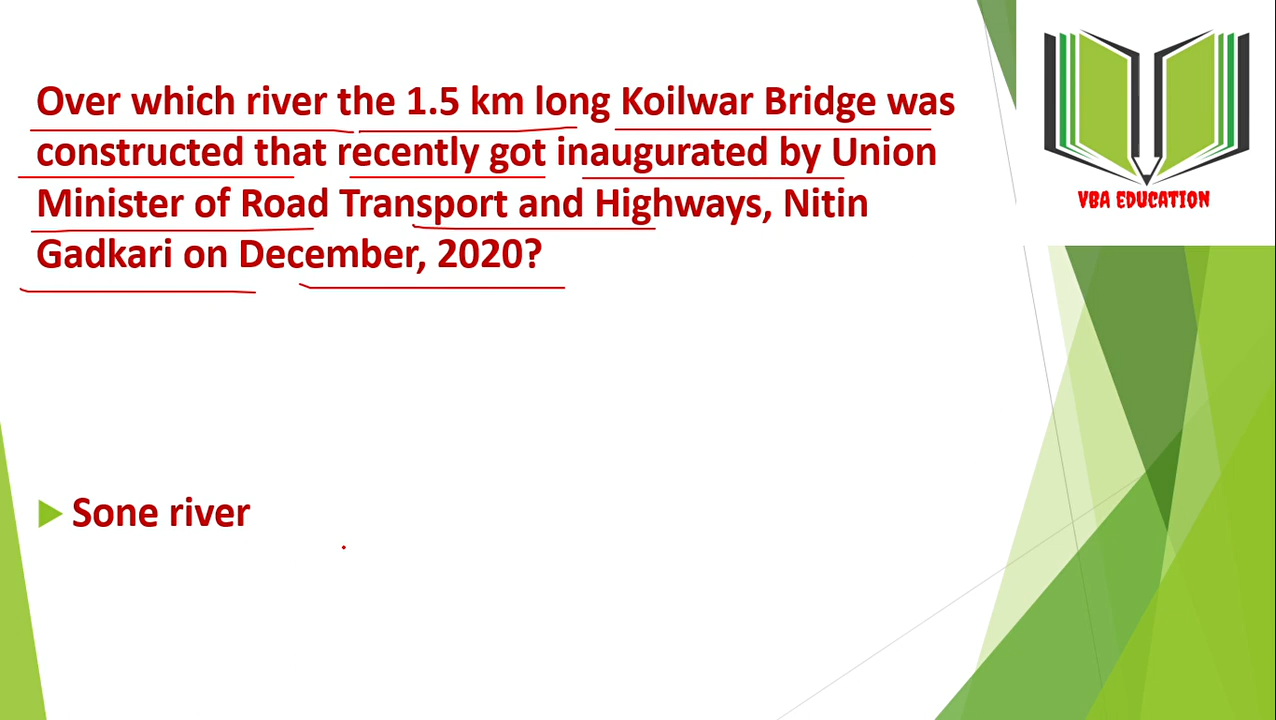 Over which river the 1.5 km long Koilwar Bridge was
constructed that recently got inaugurated by Union
Minister of Road Transport and Highways, Nitin
Gadkari on December, 2020?
VBA EDUCATION
Sone river